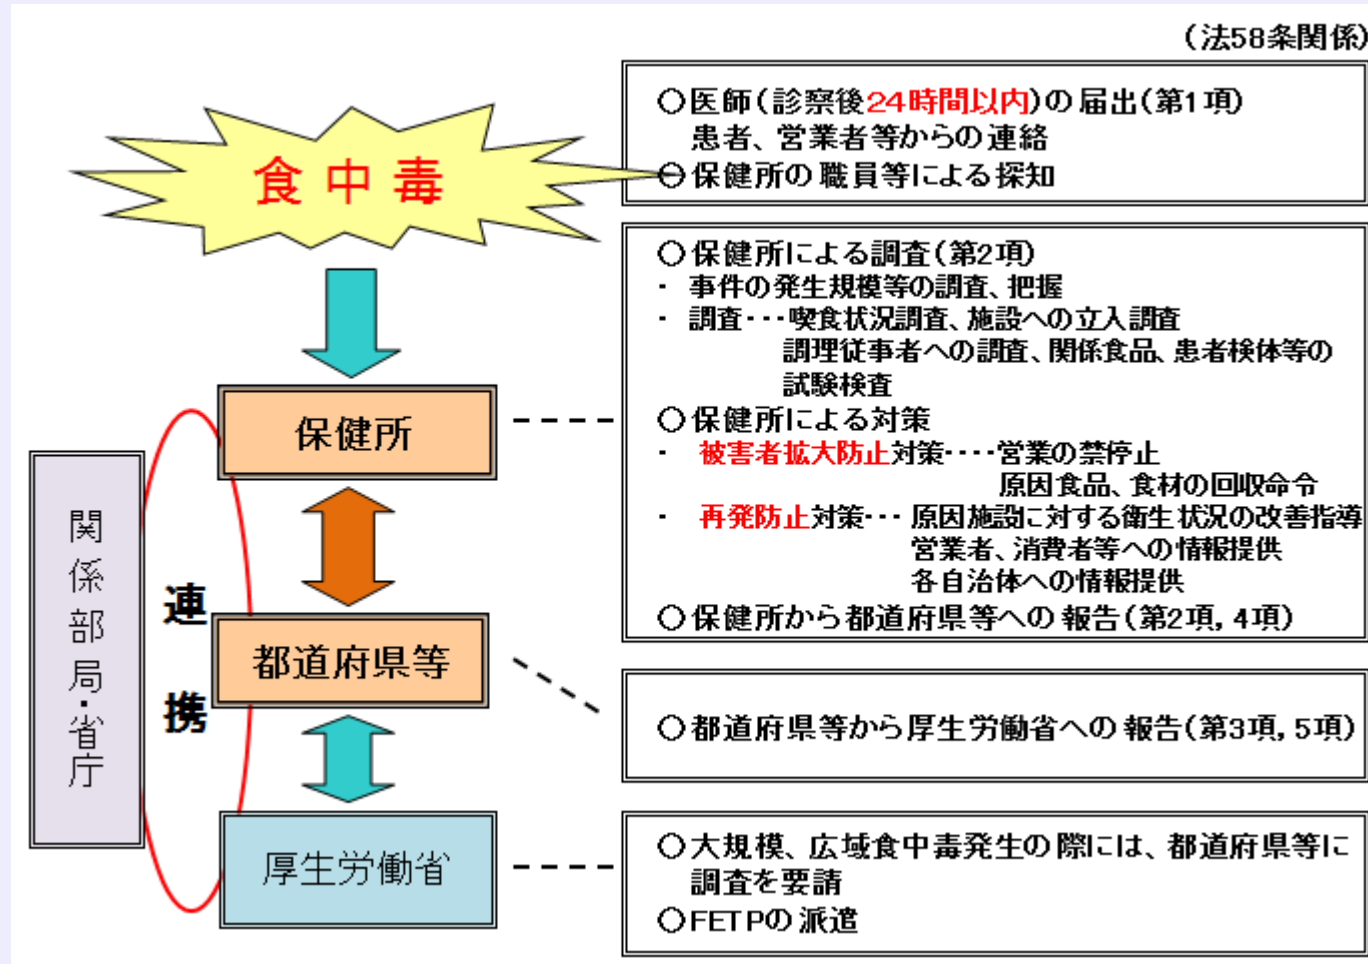 (法58条関係)
食中毒
○医師(診察後24時間以内)の届出(第1項)
患者、営業者等からの連絡
○保健所の職員等による探知
○保健所による調査(第2項)
・ 事件の発生規模等の調査、把握
・ 調査・・・喫食状況調査、施設への立入調査
調理従事者への調査、関係食品、患者検体等の
試験検査
○保健所による対策
・ 被害者拡大防止対策・・・・営業の禁停止
原因食品、食材の回収命令
・ 再発防止対策・・・原因施設に対する衛生状況の改善指導
営業者、消費者等への情報提供
各自治体への情報提供
○保健所から都道府県等への報告(第2項,4項)
保健所
関係部局・省庁
連携
都道府県等
○都道府県等から厚生労働省への報告(第3項,5項)
厚生労働省
○大規模、広域食中毒発生の際には、都道府県等に
調査を要請
○FETPの派遣